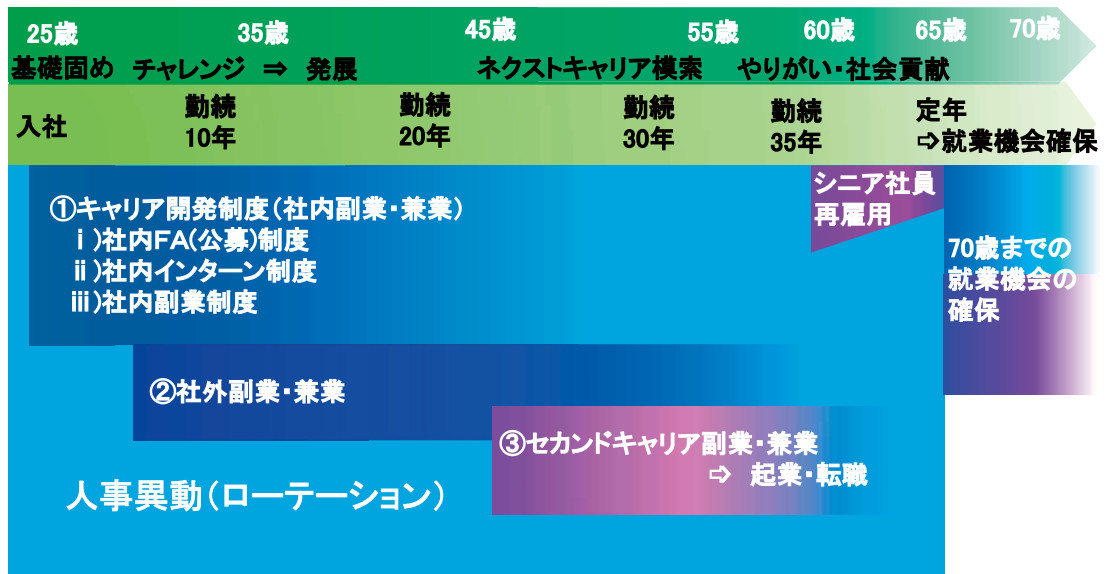 25歳 35歳 45歳 55歳 60歳 65歳 70歳
基礎固め チャレンジ ⇒ 発展 ネクストキャリア模索 やりがい・社会貢献
入社
勤続
10年
勤続
20年
勤続
30年
勤続
35年
定年
⇨就業機会確保
シニア社員
再雇用
①キャリア開発制度(社内副業・兼業)
ⅰ)社内FA(公募)制度
ⅱ)社内インターン制度
ⅲ)社内副業制度
70歳までの
就業機会の
確保
②社外副業・兼業
③セカンドキャリア副業・兼業
⇨ 起業・転職
人事異動(ローテーション)